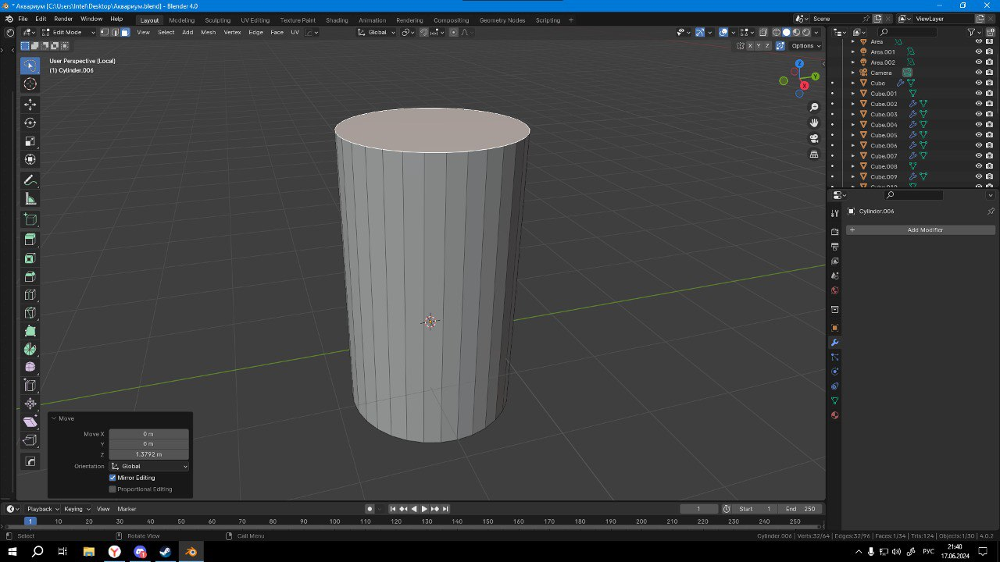 * Аквариум [C:\Users\Intel\Desktop\Аквариум.blend] - Blender 4.0
File Edit Render Window Help Layout Modeling Sculpting UV Editing Texture Paint Shading Animation Rendering Compositing Geometry Nodes Scripting + Scene ViewLayer
Edit Mode View Select Add Mesh Vertex Edge Face UV Global
X Y Z Options
User Perspective (Local)
(1) Cylinder.006
Z
Y
X
Area
Area.001
Area.002
Camera
Cube
Cube.001
Cube.002
Cube.003
Cube.004
Cube.005
Cube.006
Cube.007
Cube.008
Cube.009
Cube.010
Cylinder.006
+ Add Modifier
Move
Move X 0 m
Y 0 m
Z 1.3792 m
Orientation Global
Mirror Editing
Proportional Editing
Playback Keying View Marker 1 Start 1 End 250
1 10 20 30 40 50 60 70 80 90 100 110 120 130 140 150 160 170 180 190 200 210 220 230 240 250
Select Rotate View Call Menu Cylinder.006 | Verts:32/64 | Edges:32/96 | Faces:1/34 | Tris:124 | Objects:1/30 | 4.0.2
РУС 21:40
17.06.2024